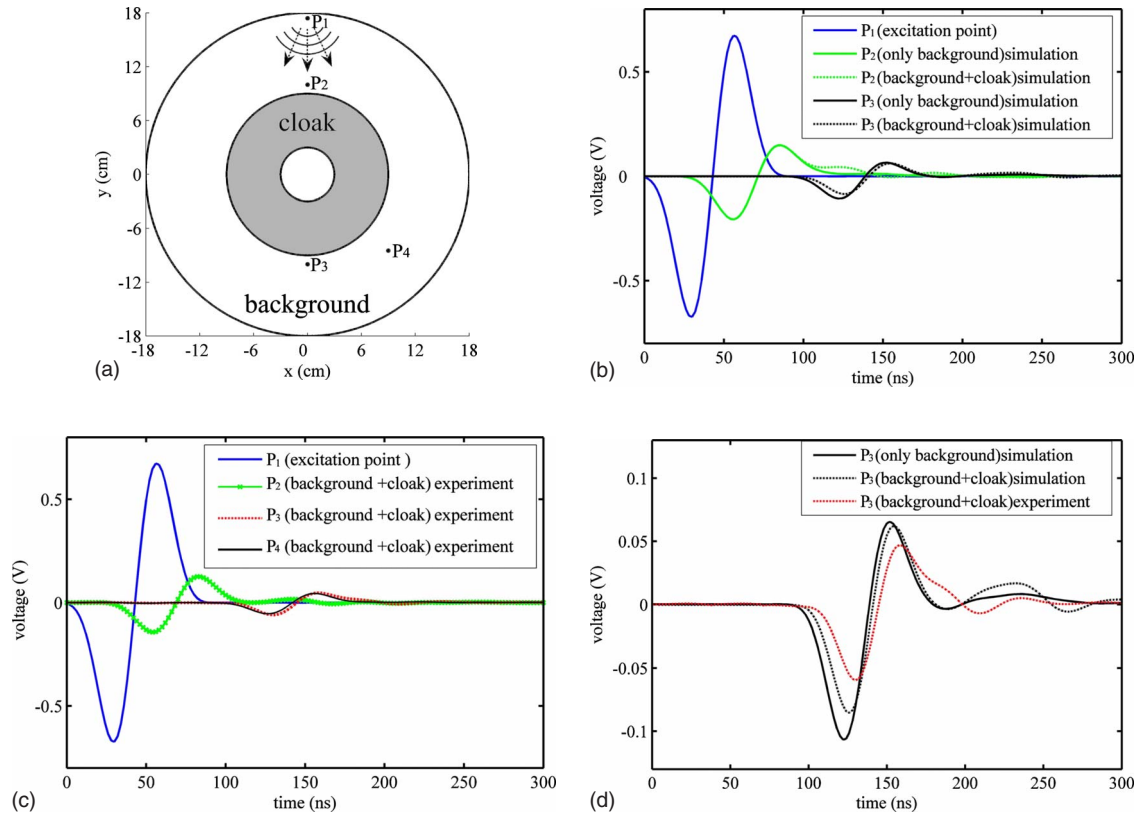 18
12
6
0
-6
-12
-18
y (cm)
P1
P2
cloak
P3
P4
background
-18 -12 -6 0 6 12 18
x (cm)
(a)
P1 (excitation point)
P2 (only background)simulation
P2 (background+cloak)simulation
P3 (only background)simulation
P3 (background+cloak)simulation
0.5
0
-0.5
voltage (V)
0 50 100 150 200 250 300
time (ns)
(b)
P1 (excitation point )
P2 (background +cloak) experiment
P3 (background +cloak) experiment
P4 (background +cloak) experiment
0.5
0
-0.5
voltage (V)
0 50 100 150 200 250 300
time (ns)
(c)
P3 (only background)simulation
P3 (background+cloak)simulation
P3 (background+cloak)experiment
0.1
0.05
0
-0.05
-0.1
voltage (V)
0 50 100 150 200 250 300
time (ns)
(d)